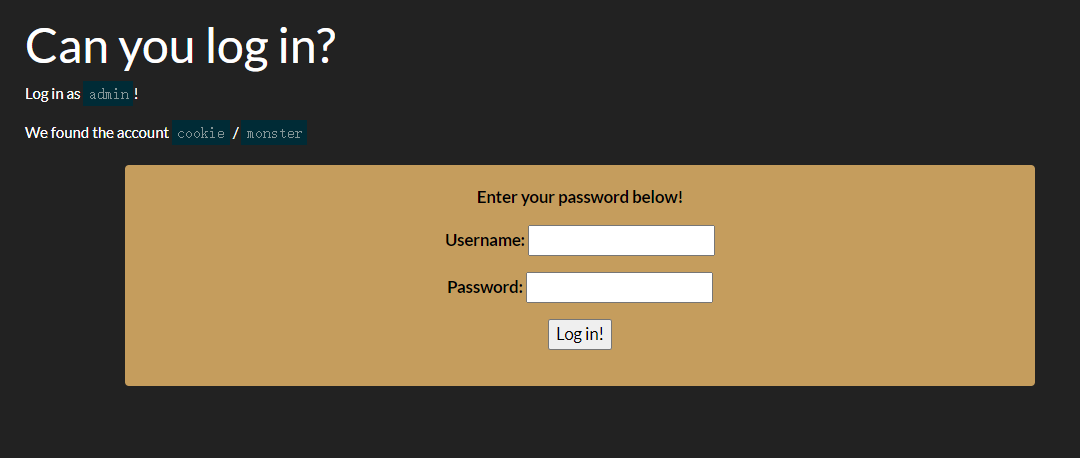 Can you log in?
Log in as admin!
We found the account cookie / monster
Enter your password below!
Username:
Password:
Log in!